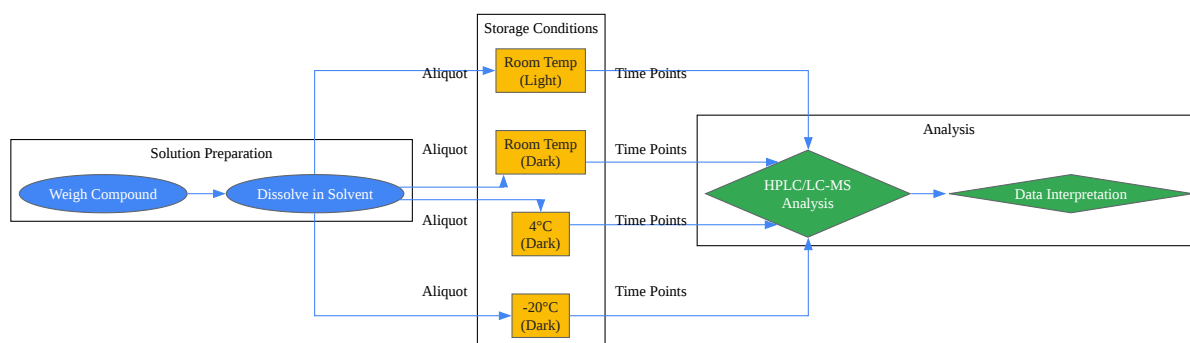 Storage Conditions
Aliquot
Room Temp
(Light)
Time Points
Solution Preparation
Weigh Compound
Dissolve in Solvent
Aliquot
Room Temp
(Dark)
Time Points
Aliquot
4°C
(Dark)
Time Points
Aliquot
-20°C
(Dark)
Time Points
Analysis
HPLC/LC-MS
Analysis
Data Interpretation